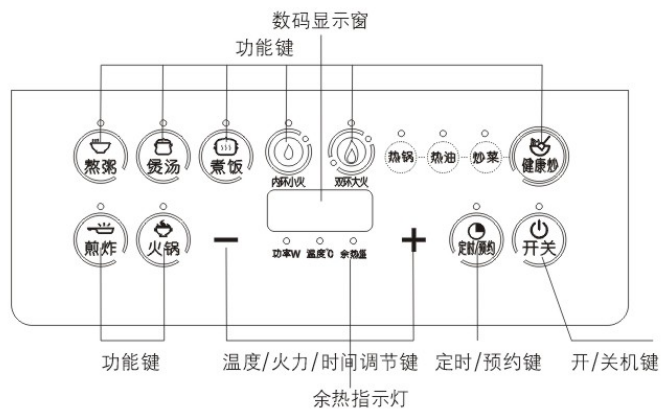 数码显示窗
功能键
熬粥 煲汤 煮饭 内环小火 双环大火 热锅 热油 炒菜 健康炒
煎炸 火锅 功率W 温度℃ 余热温 定时/预约 开关
功能键 温度/火力/时间调节键 定时/预约键 开/关机键
余热指示灯